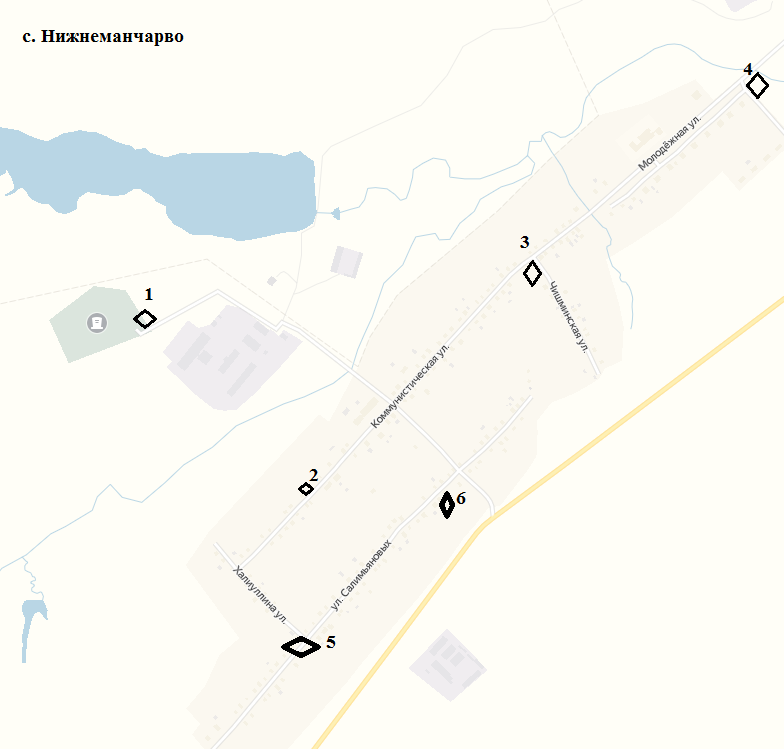 с. Нижнеманчарво
4
Молодёжная ул.
3
1
Чишминская ул.
Коммунистическая ул.
2
6
ул. Салимьяновых
Халиуллина ул.
5